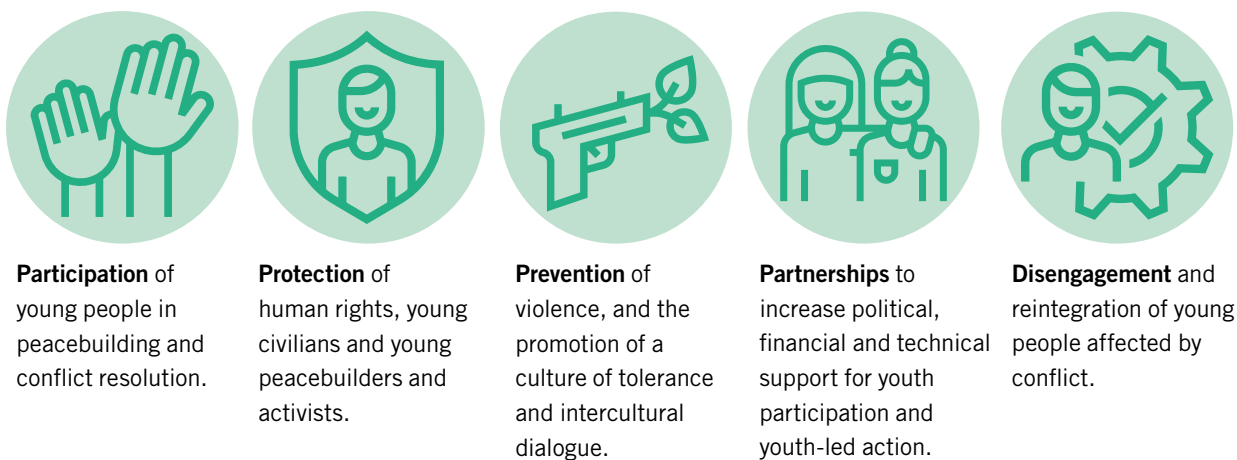 Participation of
young people in
peacebuilding and
conflict resolution.
Protection of
human rights, young
civilians and young
peacebuilders and
activists.
Prevention of
violence, and the
promotion of a
culture of tolerance
and intercultural
dialogue.
Partnerships to
increase political,
financial and technical
support for youth
participation and
youth-led action.
Disengagement and
reintegration of young
people affected by
conflict.